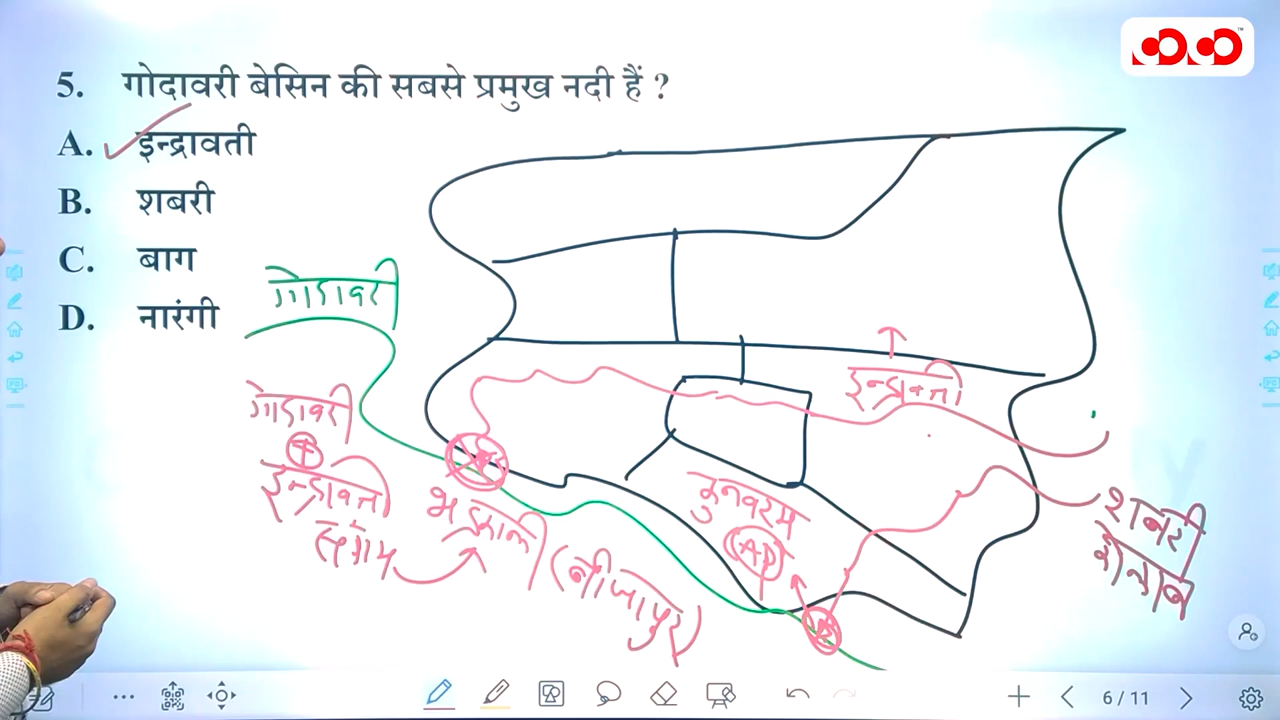 5. गोदावरी बेसिन की सबसे प्रमुख नदी हैं ?
A. इन्द्रावती
B. शबरी
C. बाग
D. नारंगी
गोदावरी
गोदावरी
+
इन्द्रावती
संगम
भद्रकाली (बीजापुर)
इन्द्रावती
कुनवरम
(AP)
शबरी
कोलाब
6 / 11